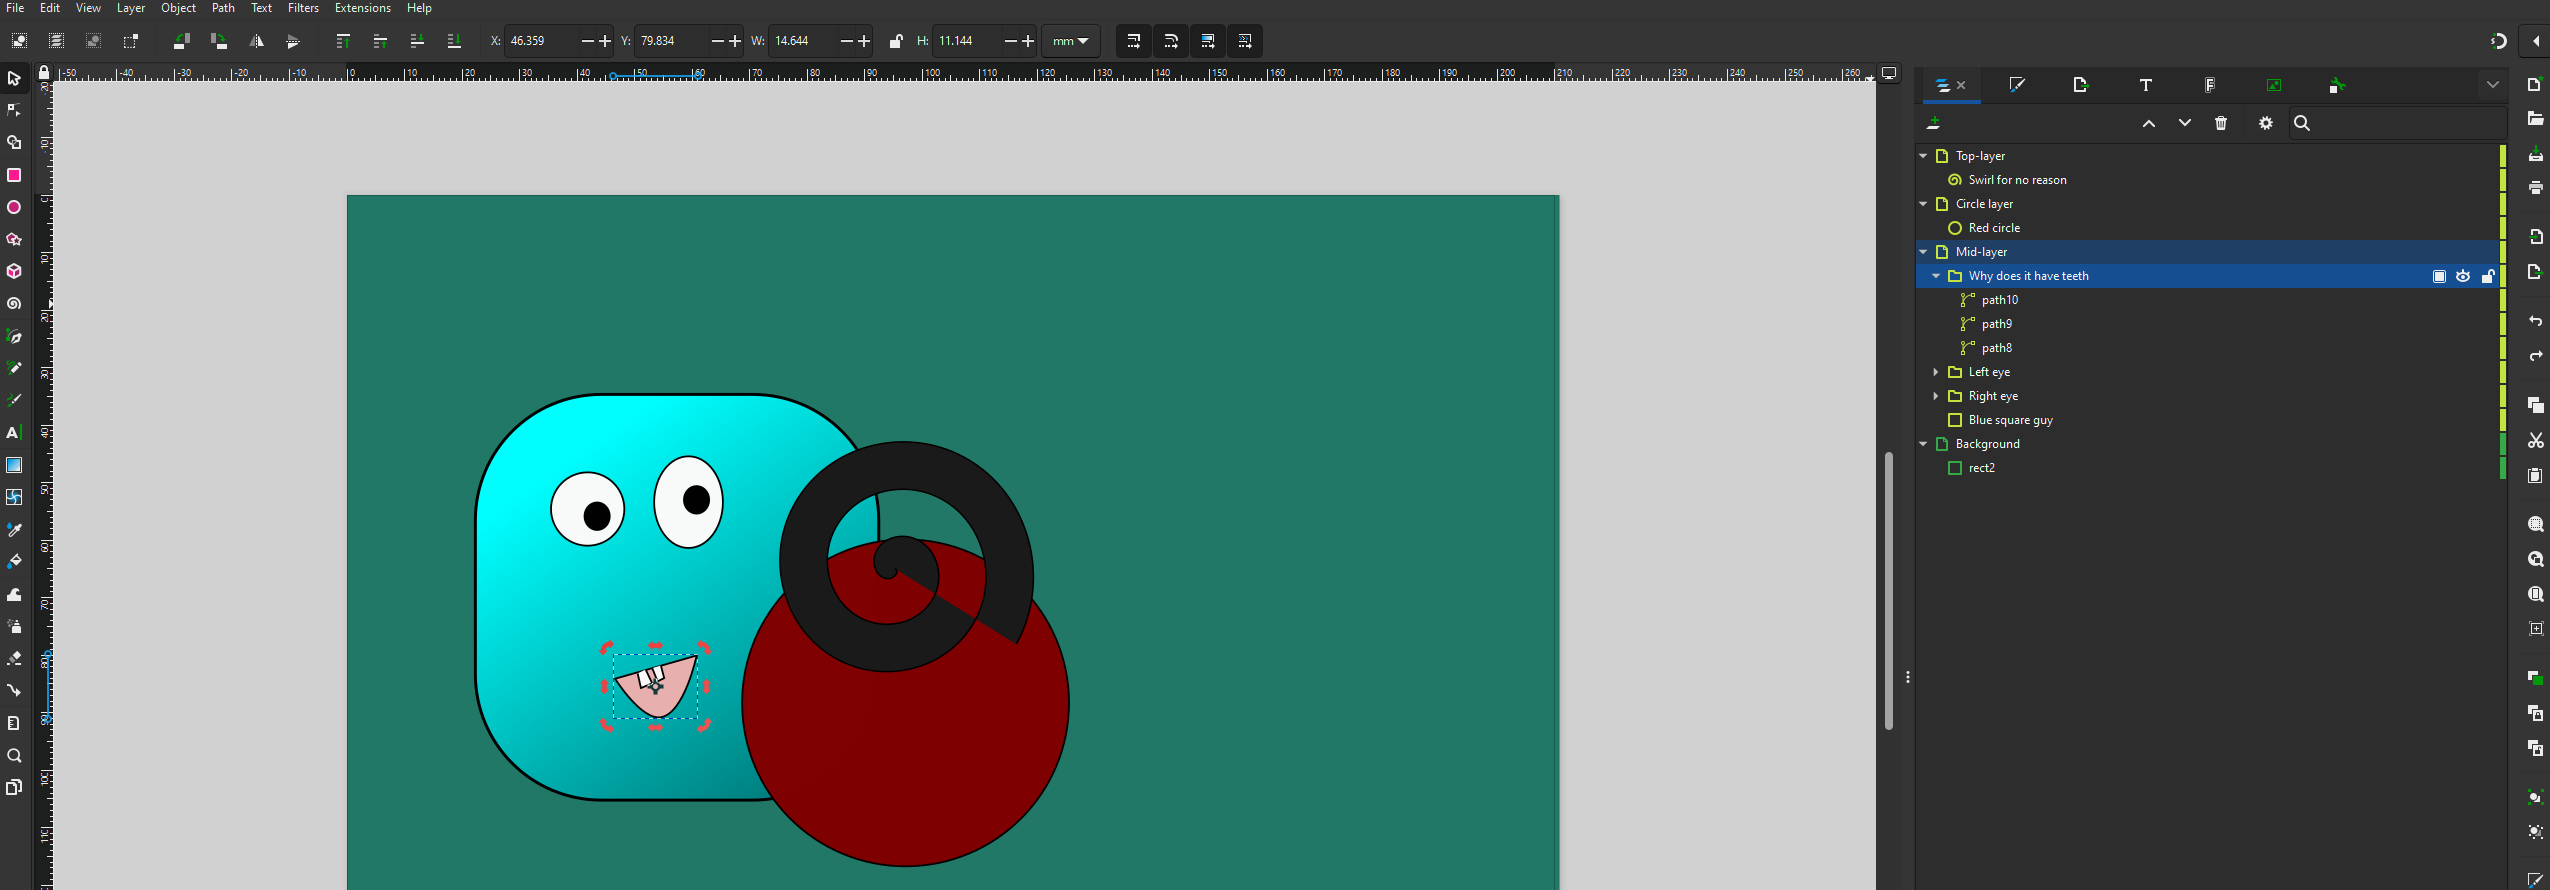 File Edit View Layer Object Path Text Filters Extensions Help
X: 46.359 Y: 79.834 W: 14.644 H: 11.144 mm
-50 -40 -30 -20 -10 0 10 20 30 40 50 60 70 80 90 100 110 120 130 140 150 160 170 180 190 200 210 220 230 240 250 260
Top-layer
Swirl for no reason
Circle layer
Red circle
Mid-layer
Why does it have teeth
path10
path9
path8
Left eye
Right eye
Blue square guy
Background
rect2